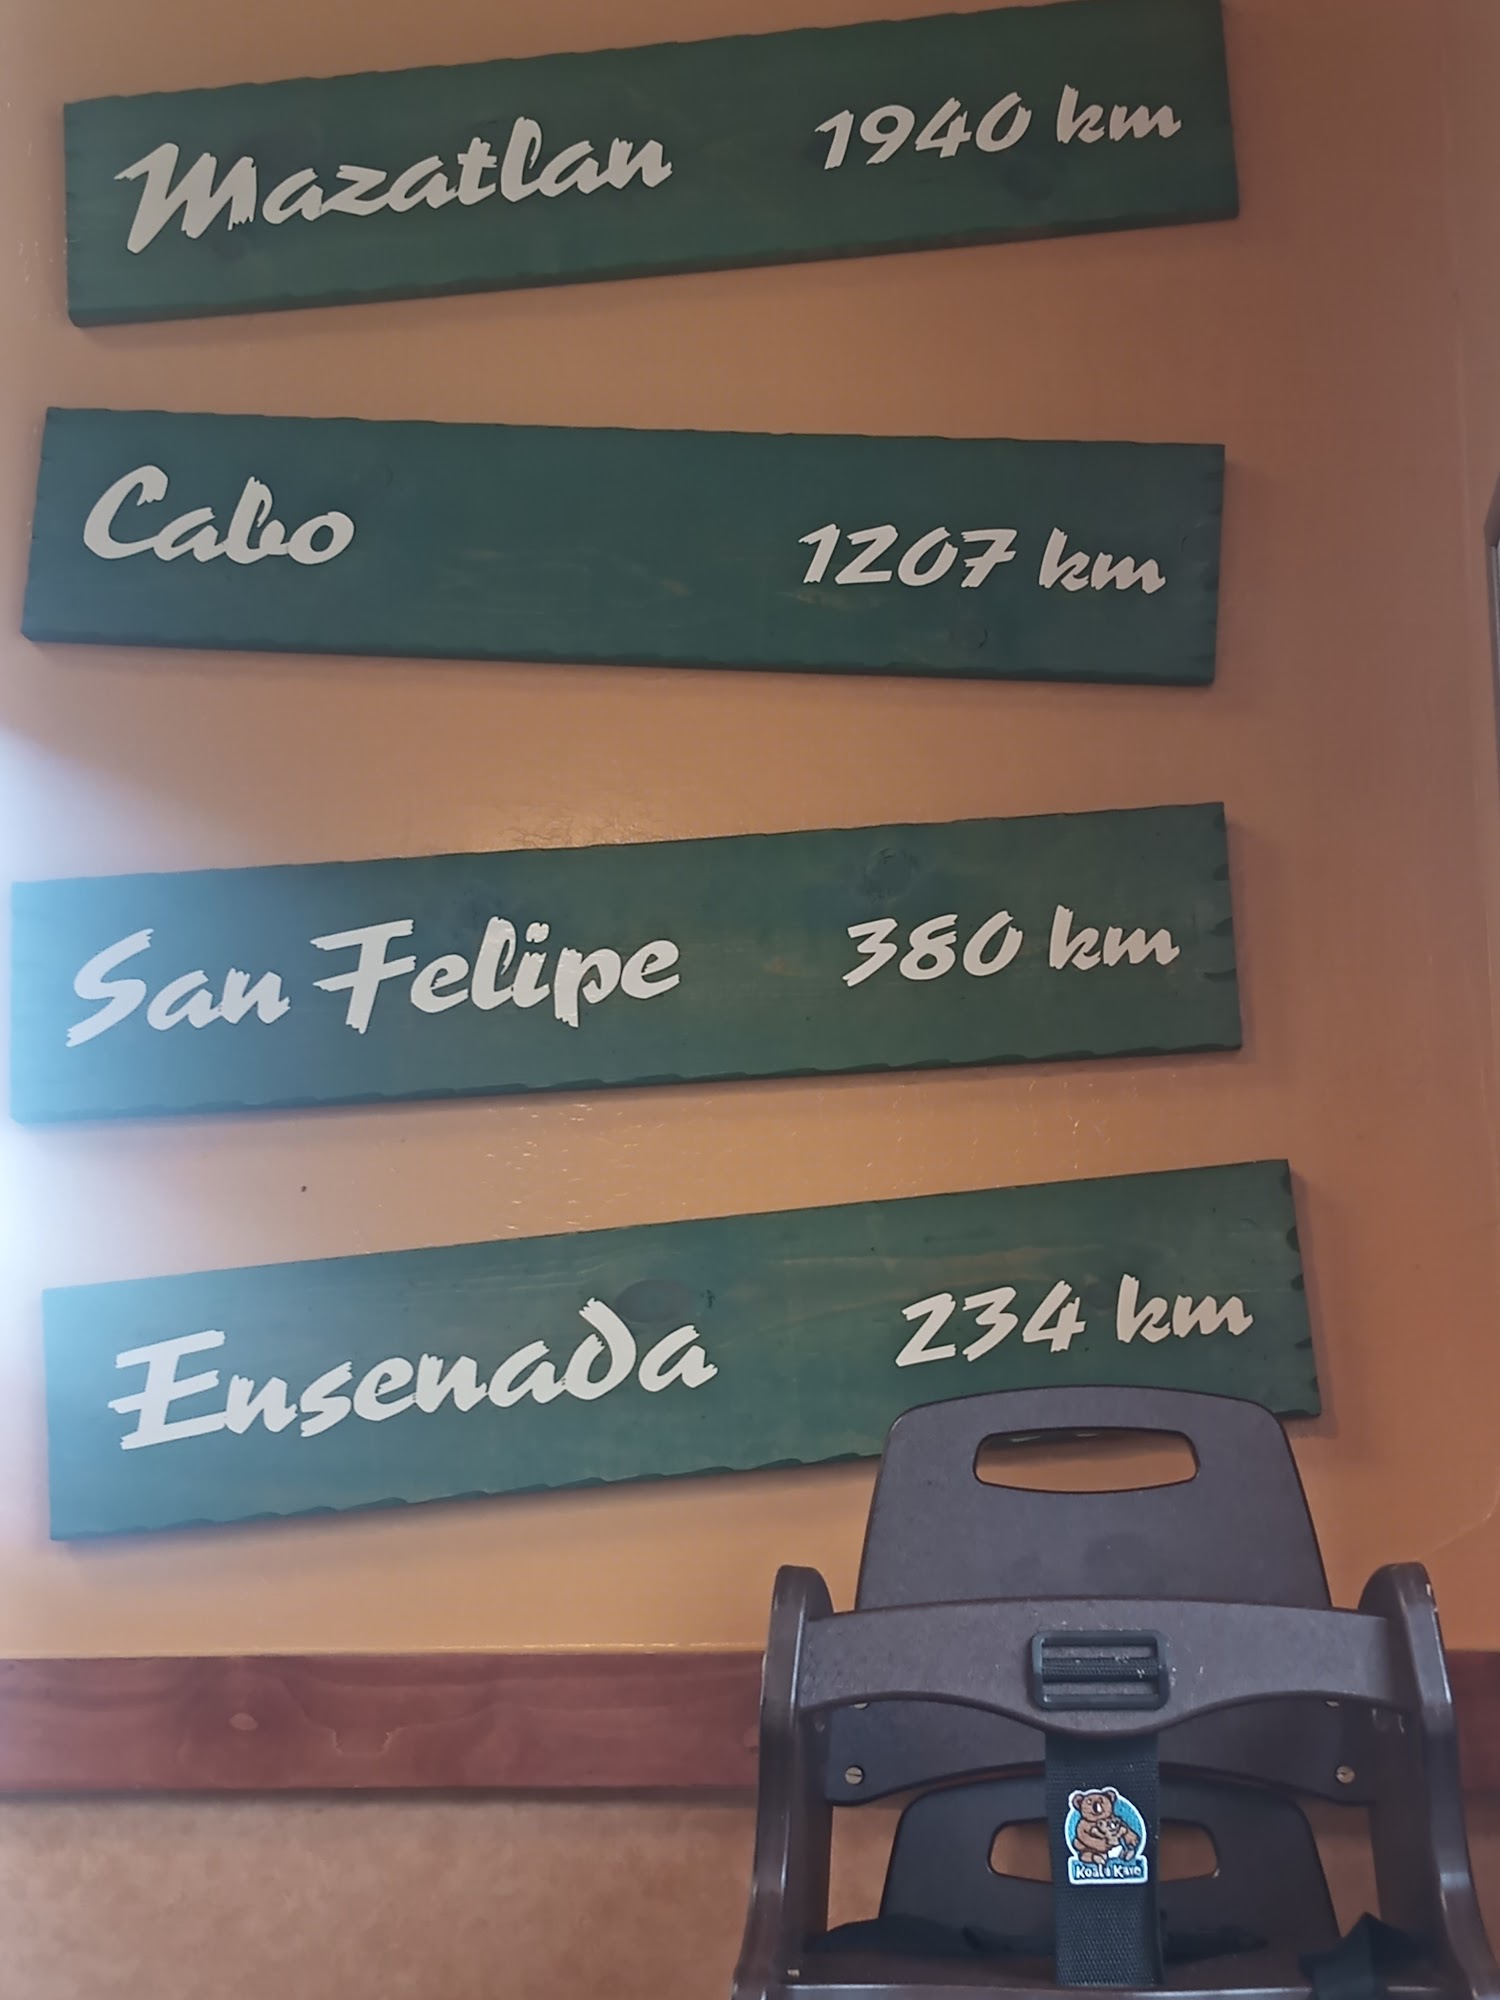 Mazatlan 1940 km
Cabo 1207 km
San Felipe 380 km
Ensenada 234 km
Koala Kare